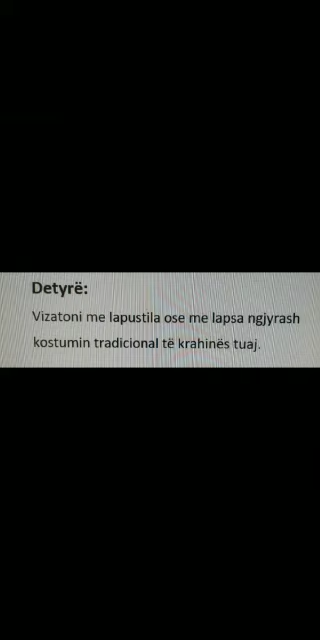 Detyrë:
Vizatoni me lapustila ose me lapsa ngjyrash
kostumin tradicional të krahinës tuaj.